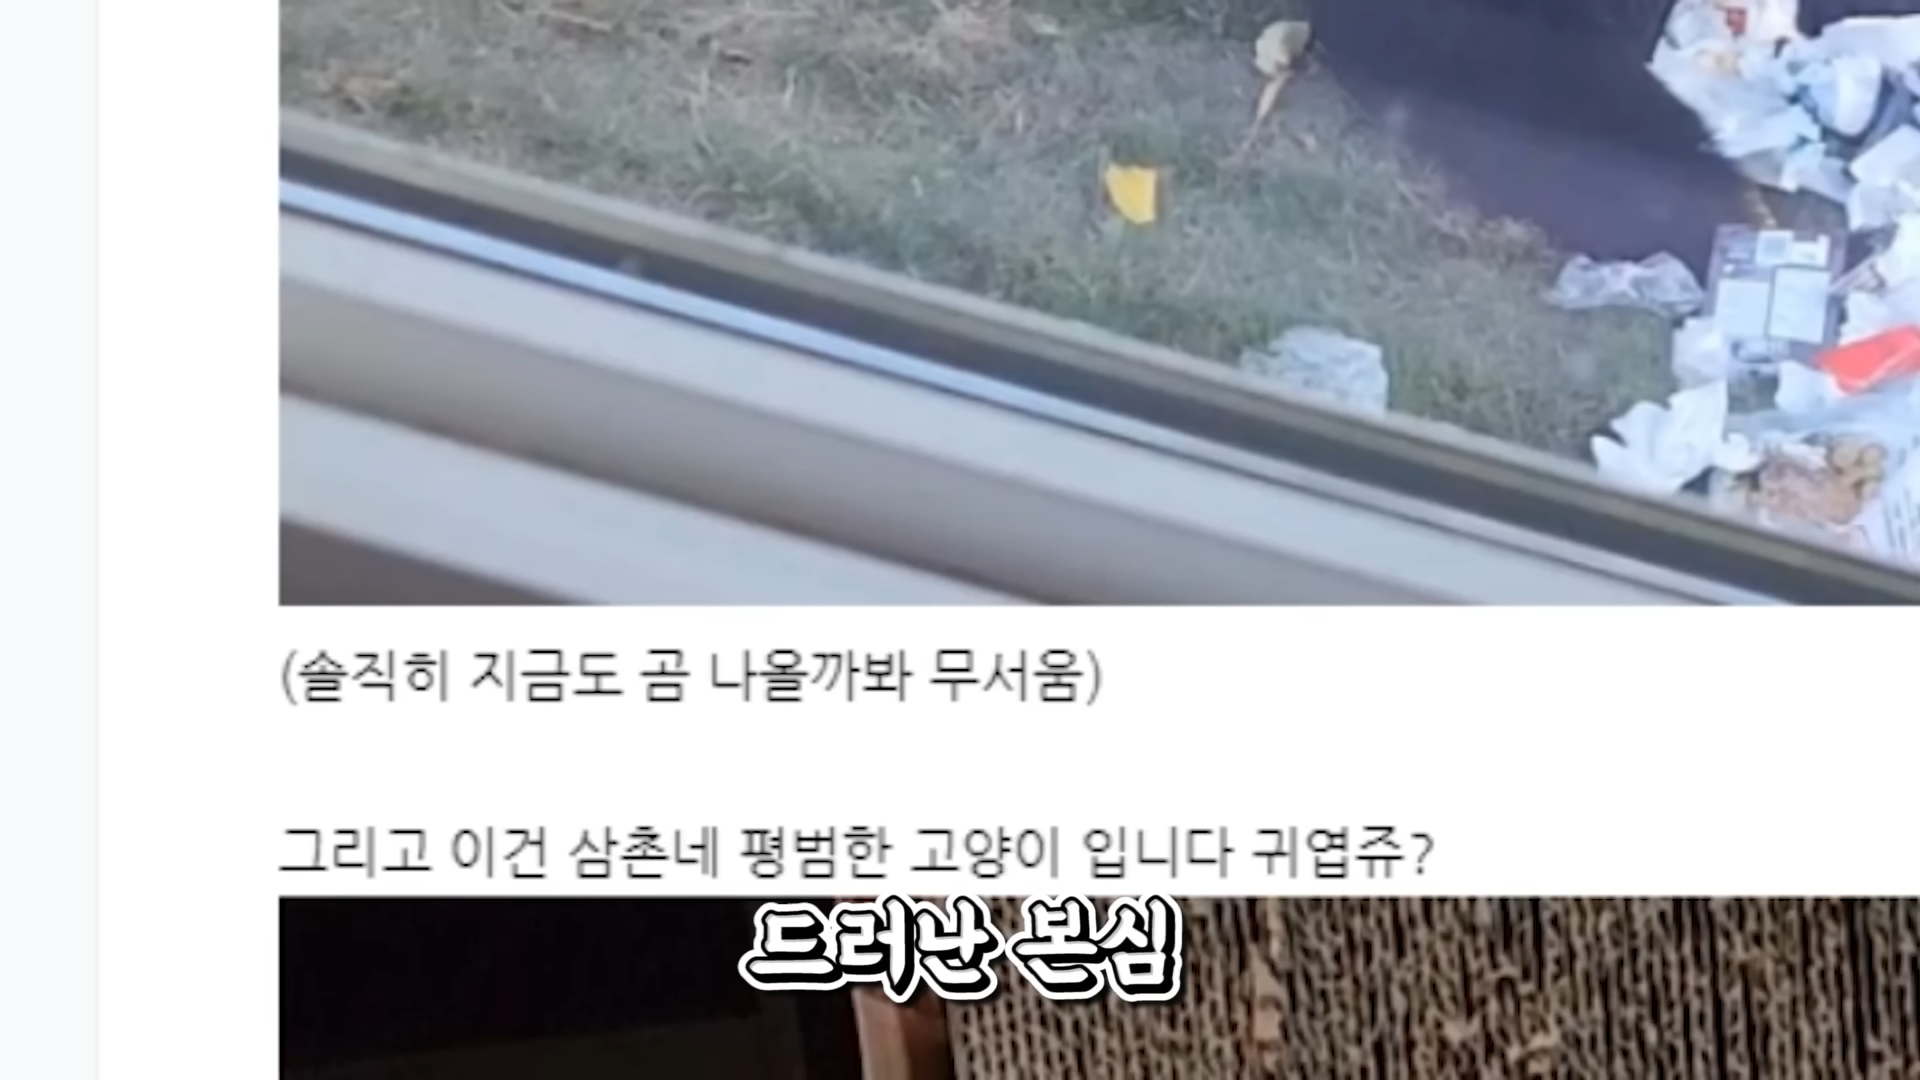 (솔직히 지금도 곰 나올까봐 무서움)
그리고 이건 삼촌네 평범한 고양이 입니다 귀엽쥬?
드러난 본심